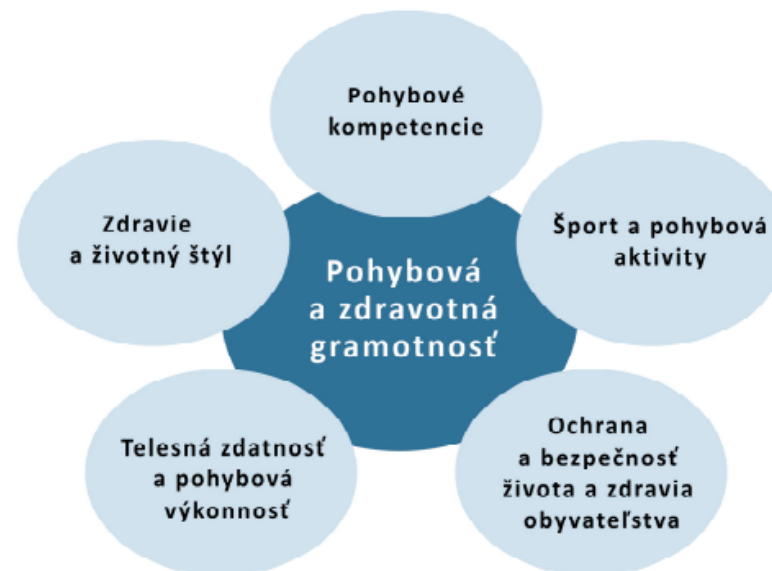 Pohybové
kompetencie
Zdravie
a životný štýl
Šport a pohybová
aktivity
Pohybová
a zdravotná
gramotnosť
Telesná zdatnosť
a pohybová
výkonnosť
Ochrana
a bezpečnosť
života a zdravia
obyvateľstva